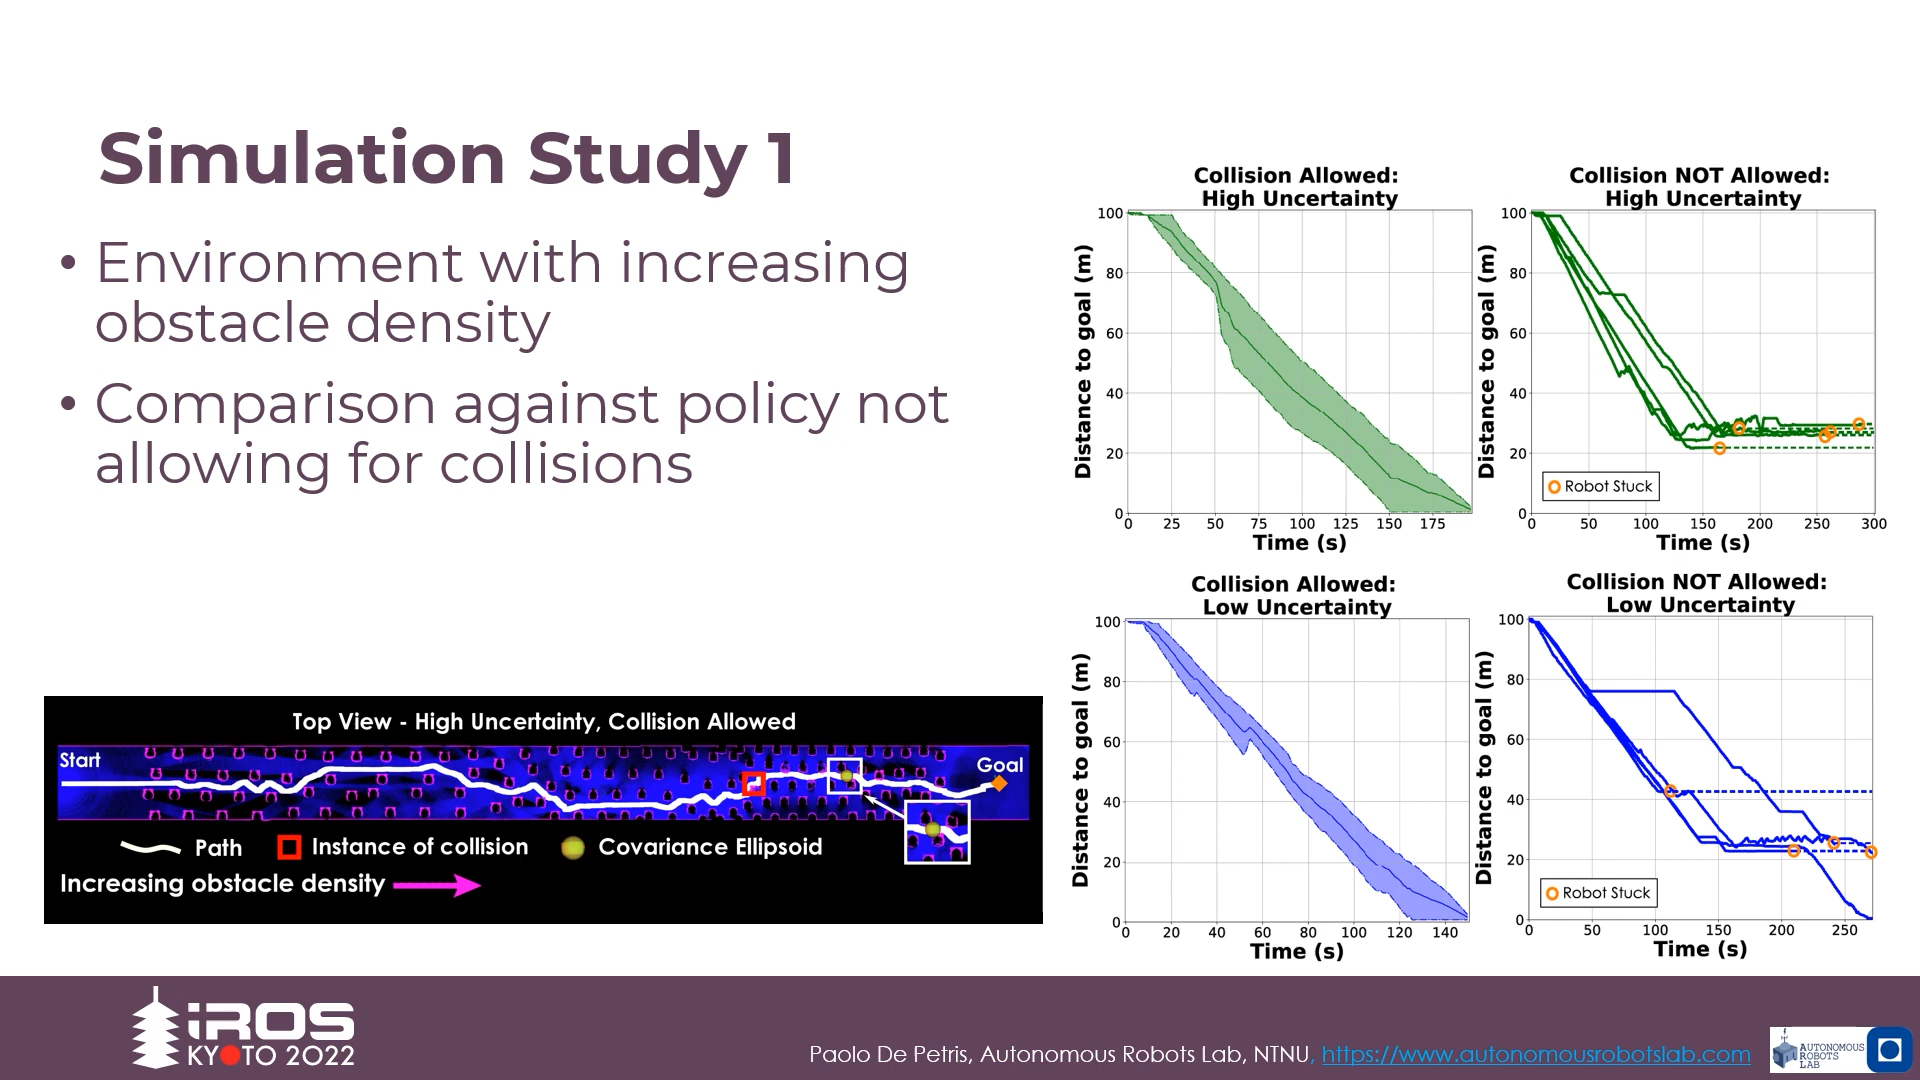 Simulation Study 1
• Environment with increasing
obstacle density
• Comparison against policy not
allowing for collisions
Collision Allowed:
High Uncertainty
Distance to goal (m)
100
80
60
40
20
0
0 25 50 75 100 125 150 175
Time (s)
Collision NOT Allowed:
High Uncertainty
Distance to goal (m)
100
80
60
40
20
0
Robot Stuck
0 50 100 150 200 250 300
Time (s)
Collision Allowed:
Low Uncertainty
Distance to goal (m)
100
80
60
40
20
0
0 20 40 60 80 100 120 140
Time (s)
Collision NOT Allowed:
Low Uncertainty
Distance to goal (m)
100
80
60
40
20
0
Robot Stuck
0 50 100 150 200 250
Time (s)
Top View - High Uncertainty, Collision Allowed
Start
Goal
Path
Instance of collision
Covariance Ellipsoid
Increasing obstacle density
iROS
KYOTO 2022
Paolo De Petris, Autonomous Robots Lab, NTNU, https://www.autonomousrobotslab.com
AUTONOMOUS
ROBOTS
LAB